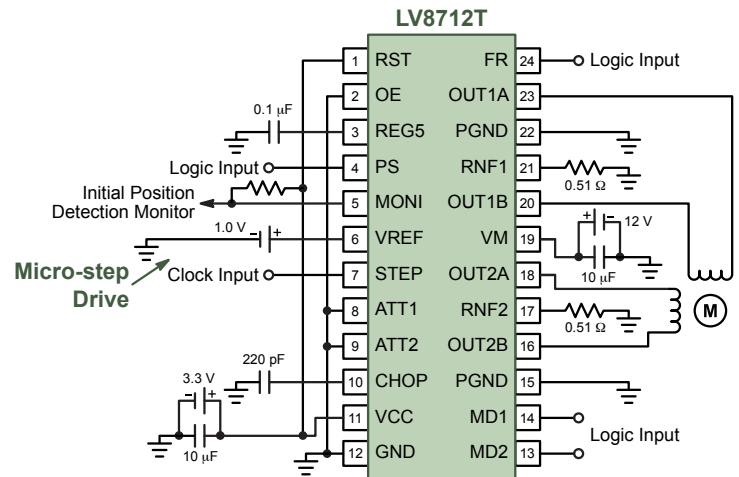 LV8712T
1 RST FR 24 Logic Input
2 OE OUT1A 23
0.1 µF
3 REG5 PGND 22
Logic Input 4 PS RNF1 21
0.51 Ω
Initial Position
Detection Monitor
5 MONI OUT1B 20
1.0 V - +
6 VREF VM 19
+ - 12 V
10 µF
Micro-step
Drive
Clock Input 7 STEP OUT2A 18
8 ATT1 RNF2 17
0.51 Ω
M
9 ATT2 OUT2B 16
220 pF
10 CHOP PGND 15
3.3 V
- +
10 µF
11 VCC MD1 14
Logic Input
12 GND MD2 13